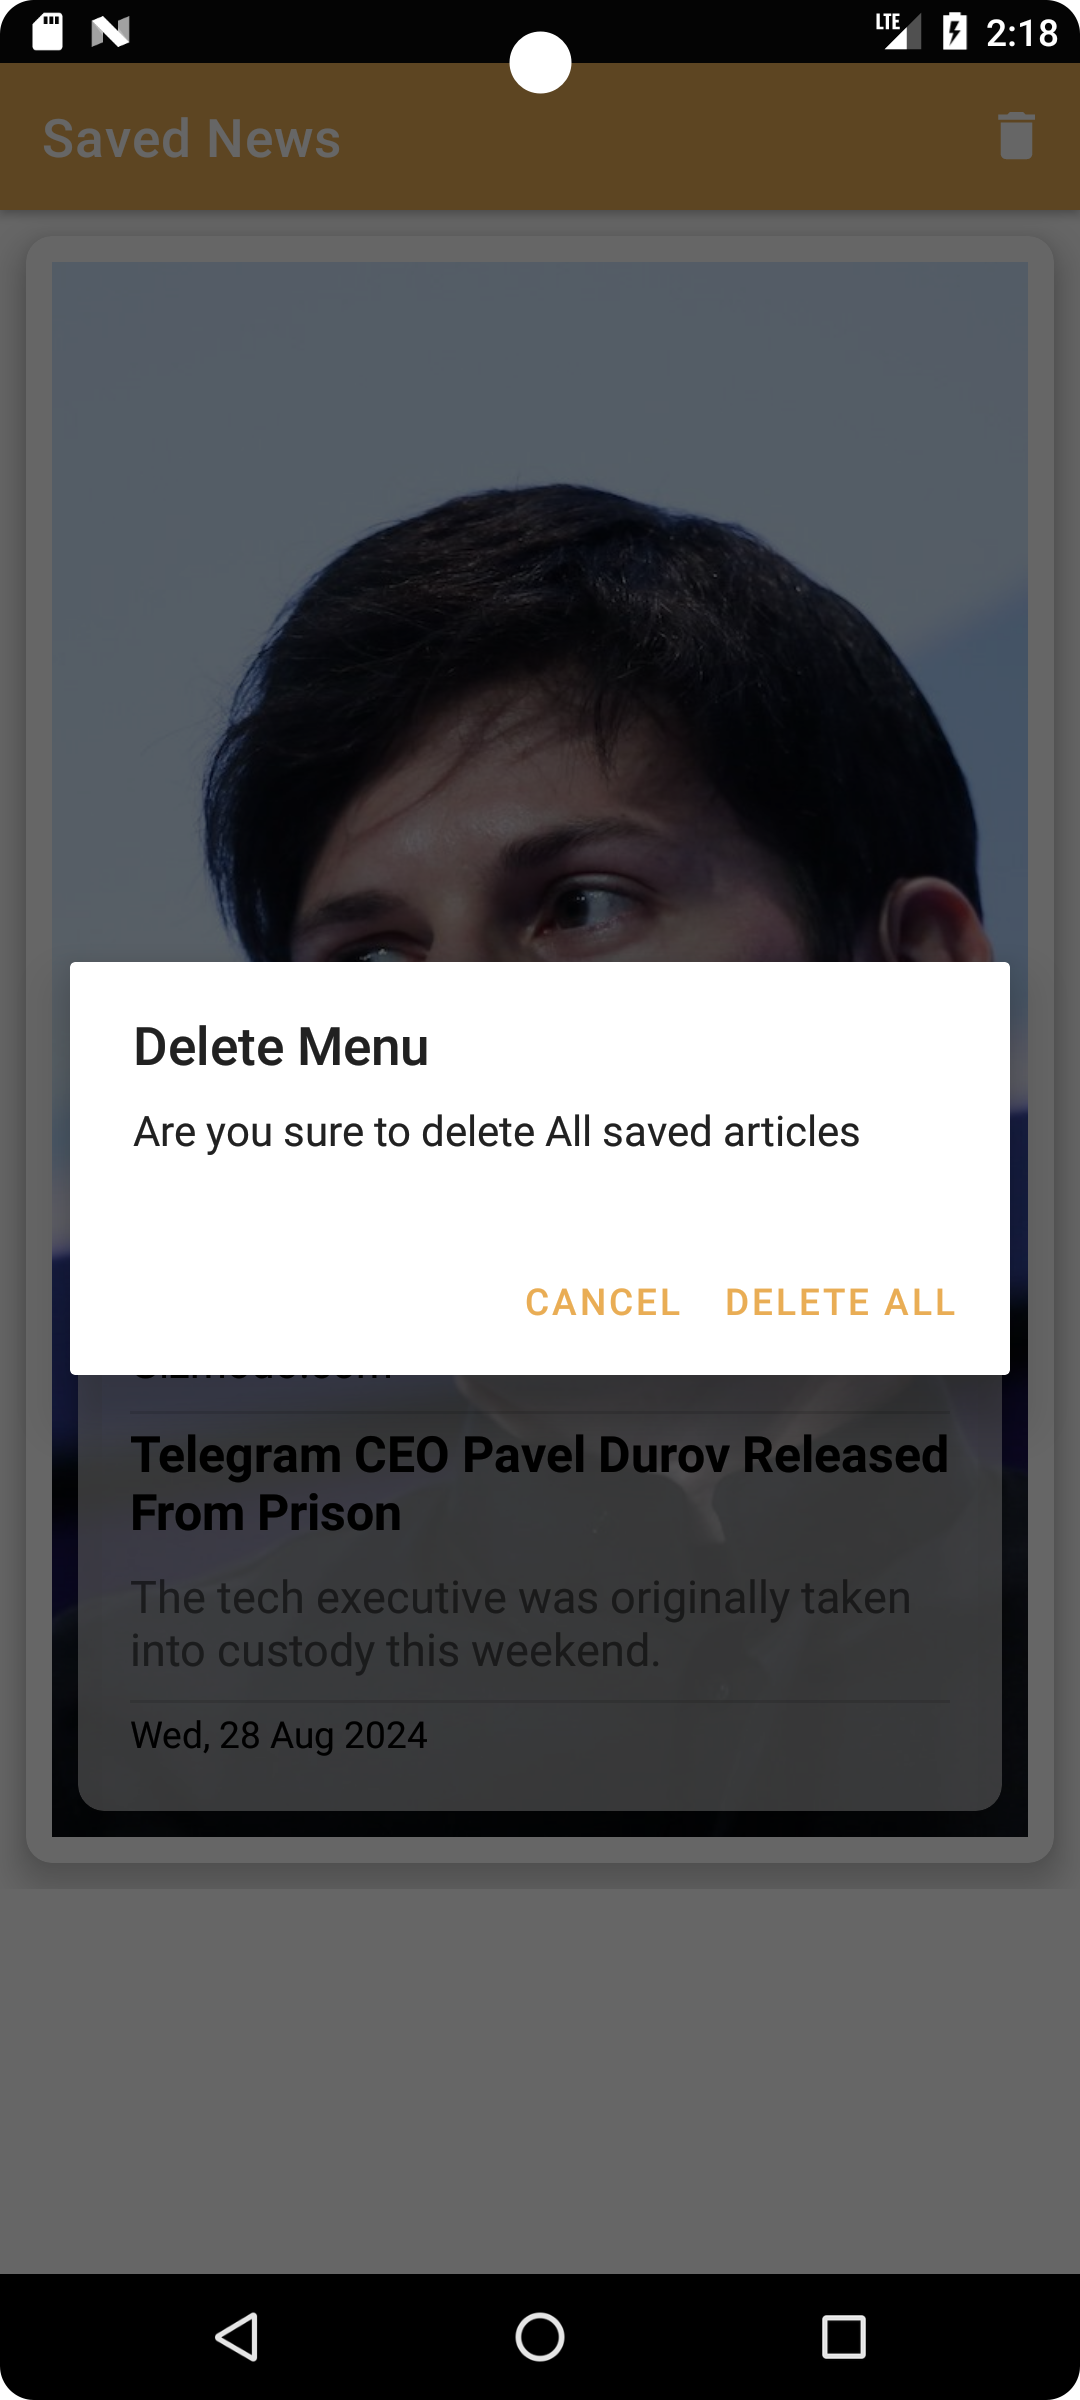 LTE 2:18
Saved News
Delete Menu
Are you sure to delete All saved articles
CANCEL DELETE ALL
Telegram CEO Pavel Durov Released
From Prison
The tech executive was originally taken
into custody this weekend.
Wed, 28 Aug 2024